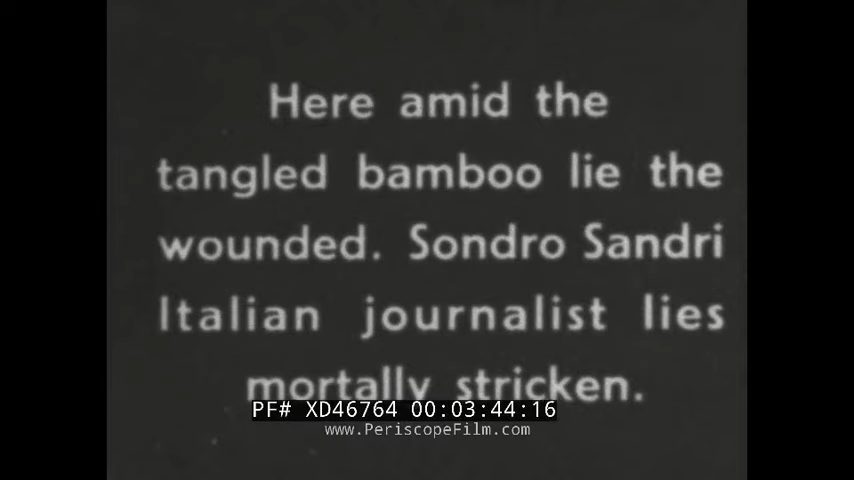 Here amid the
tangled bamboo lie the
wounded. Sondro Sandri
Italian journalist lies
mortally stricken.
PF# XD46764 00:03:44:16
www.PeriscopeFilm.com